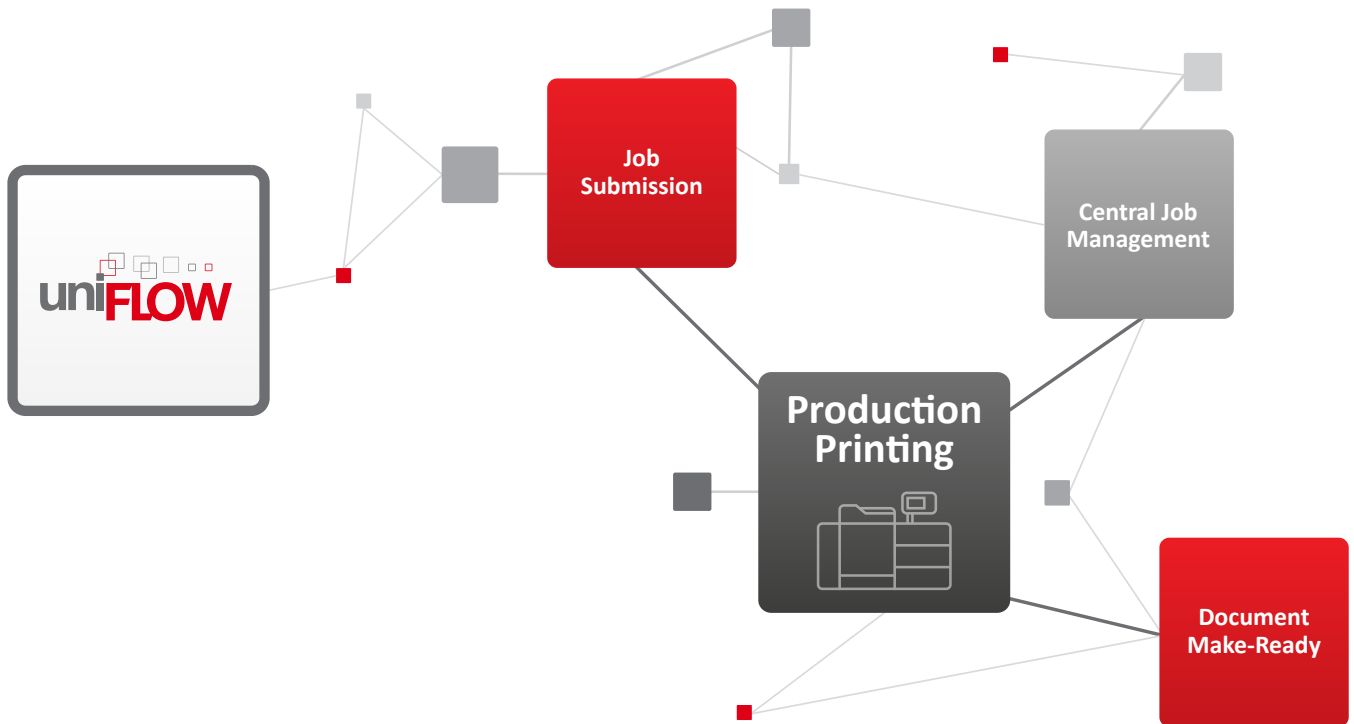 uniFLOW
Job
Submission
Central Job
Management
Production
Printing
Document
Make-Ready